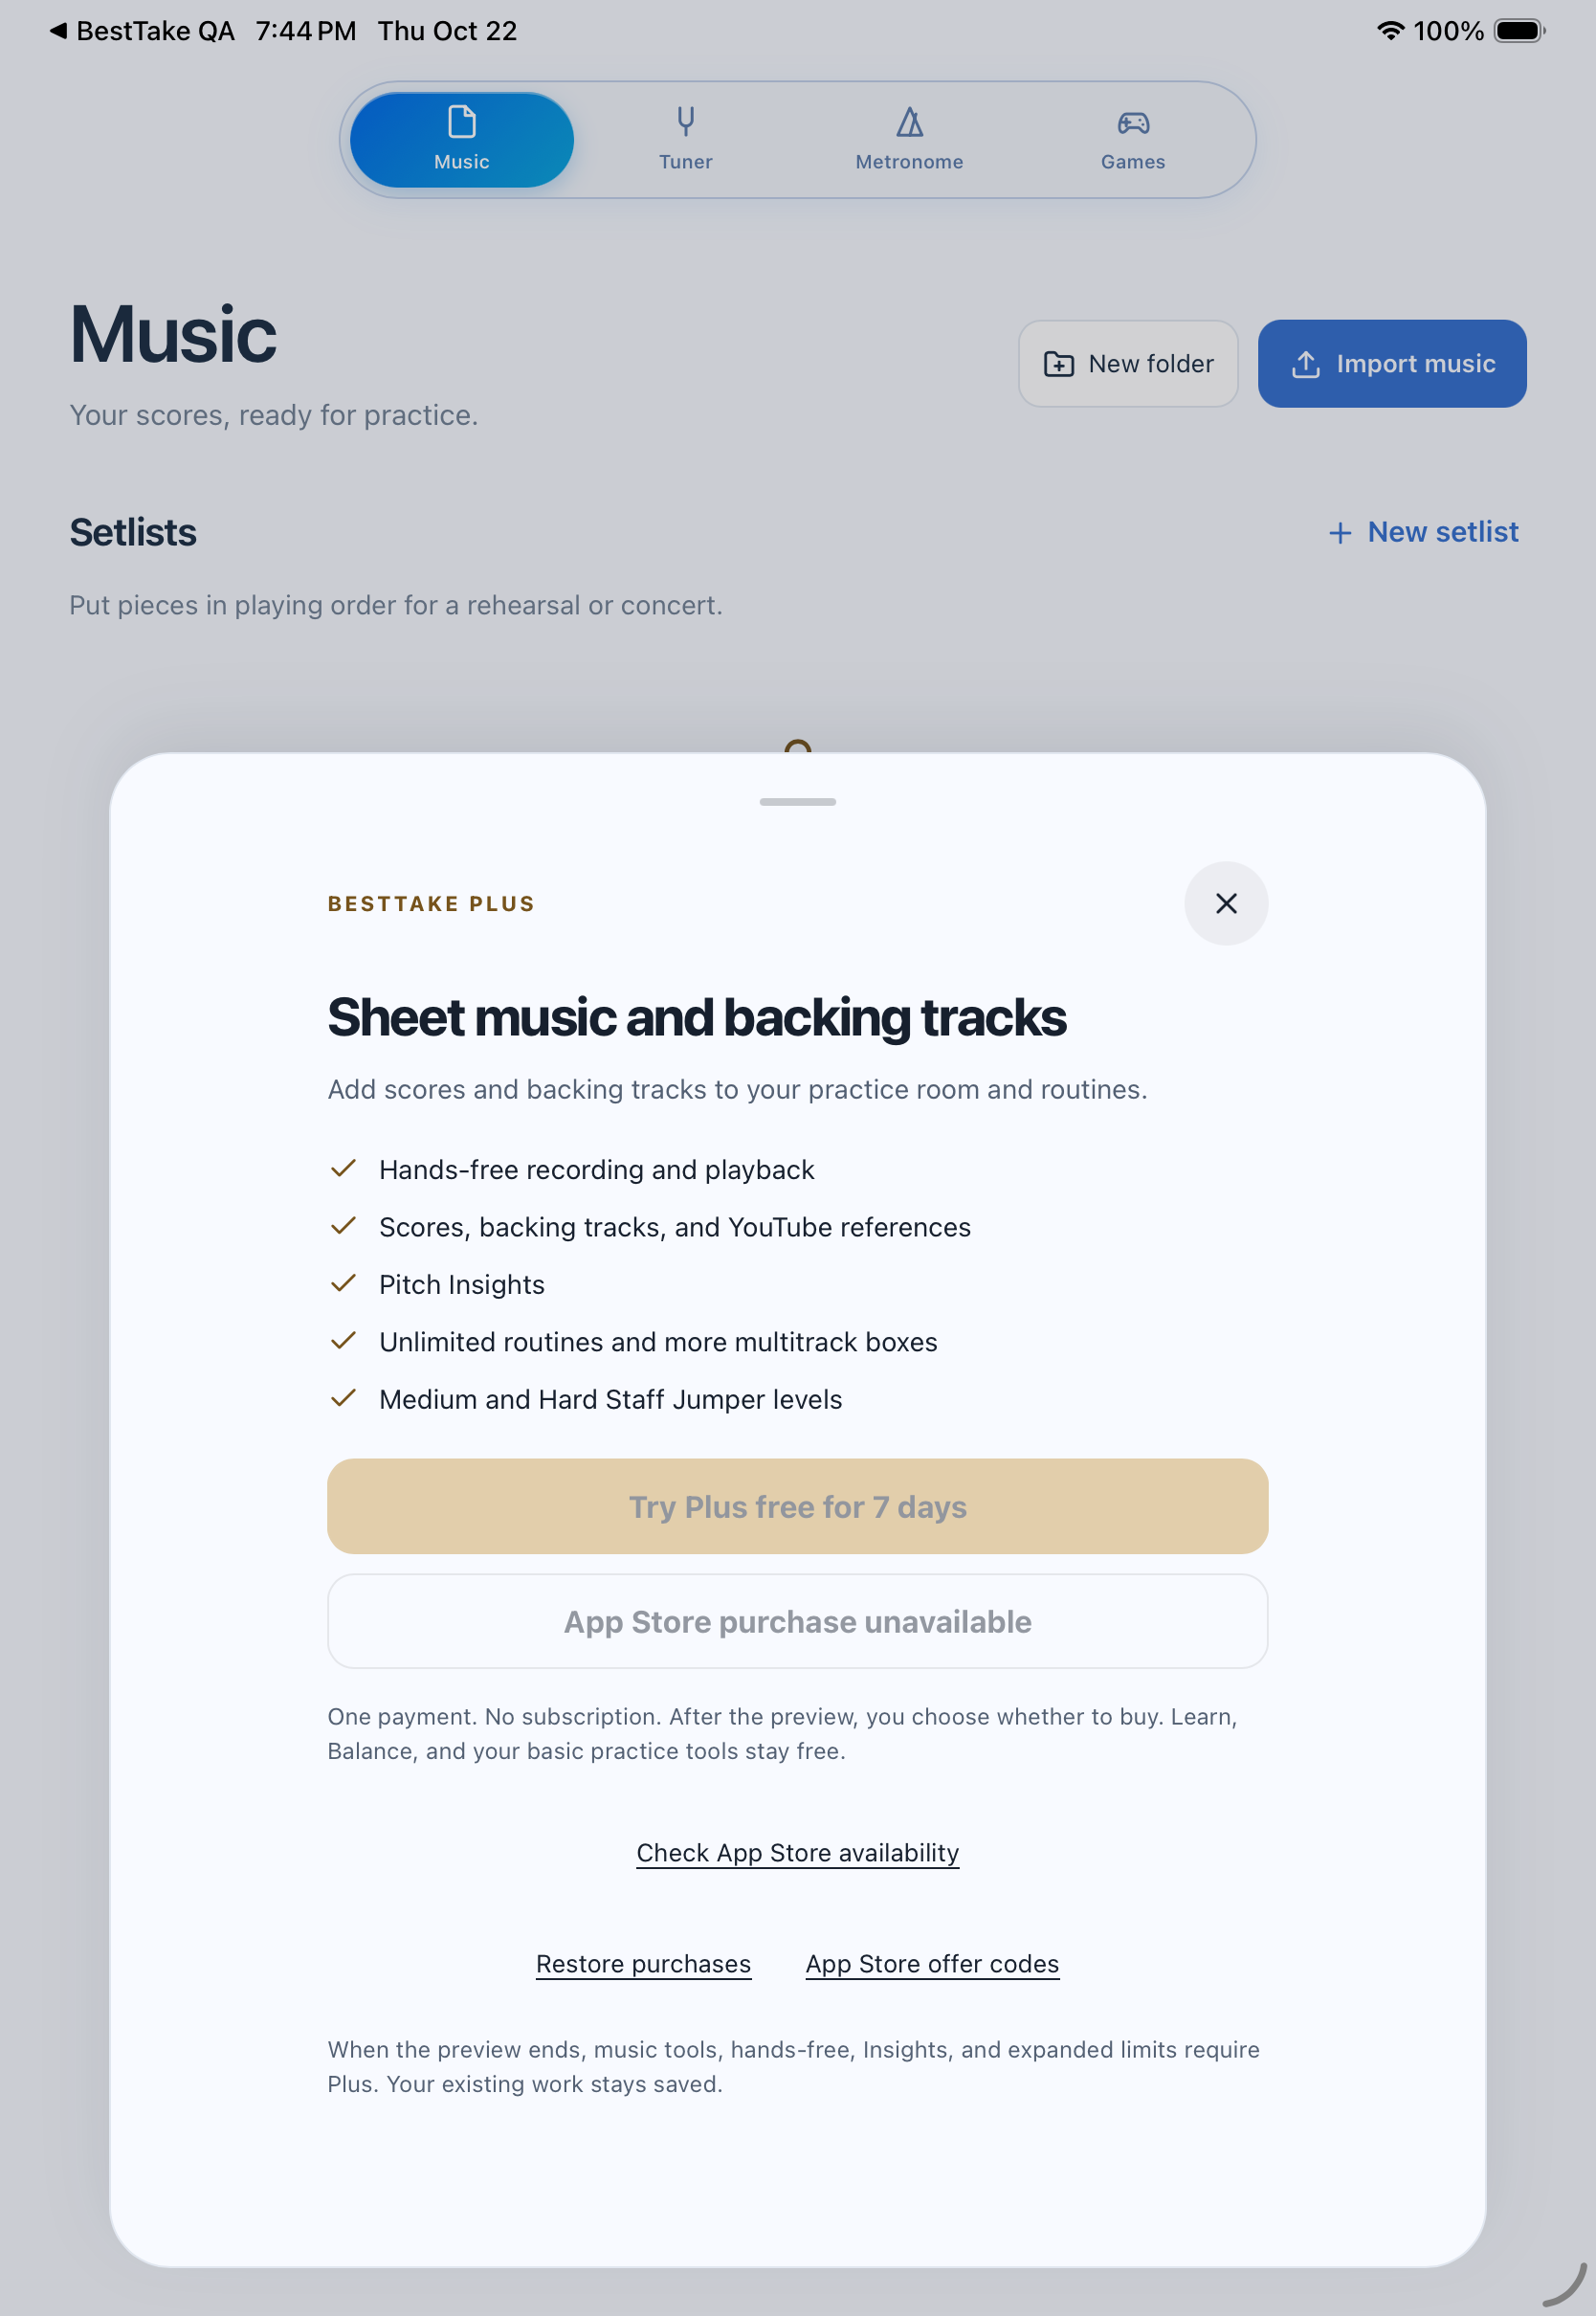 BestTake QA 7:44 PM Thu Oct 22 100%
Music Tuner Metronome Games
Music
New folder
Import music
Your scores, ready for practice.
Setlists
New setlist
Put pieces in playing order for a rehearsal or concert.
BESTTAKE PLUS
Sheet music and backing tracks
Add scores and backing tracks to your practice room and routines.
Hands-free recording and playback
Scores, backing tracks, and YouTube references
Pitch Insights
Unlimited routines and more multitrack boxes
Medium and Hard Staff Jumper levels
Try Plus free for 7 days
App Store purchase unavailable
One payment. No subscription. After the preview, you choose whether to buy. Learn,
Balance, and your basic practice tools stay free.
Check App Store availability
Restore purchases App Store offer codes
When the preview ends, music tools, hands-free, Insights, and expanded limits require
Plus. Your existing work stays saved.